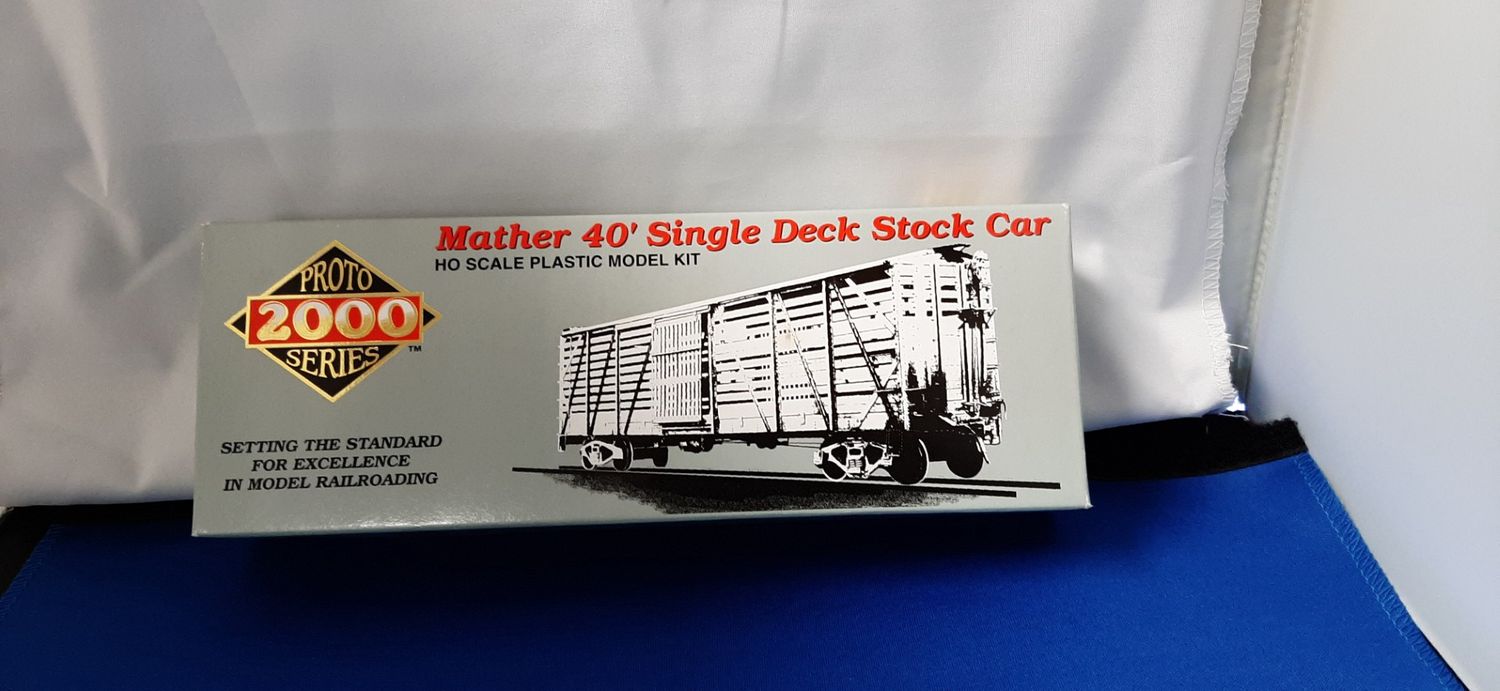 Mather 40' Single Deck Stock Car
HO SCALE PLASTIC MODEL KIT
PROTO
2000
SERIES
TM
SETTING THE STANDARD
FOR EXCELLENCE
IN MODEL RAILROADING